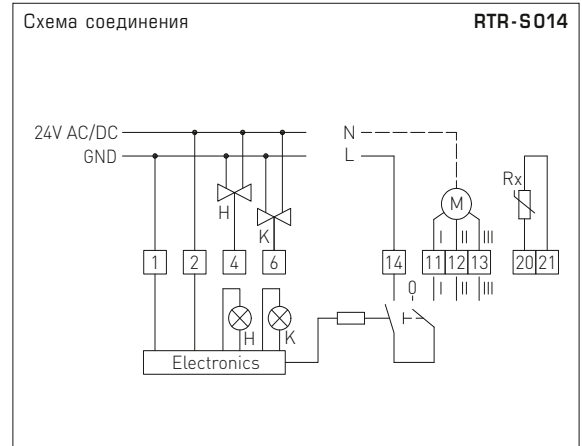 Схема соединения RTR-S014
24V AC/DC N
GND L
Rx
M
H
K
I II III
1 2 4 6 14 11 12 13 20 21
0 I II III
H K
Electronics